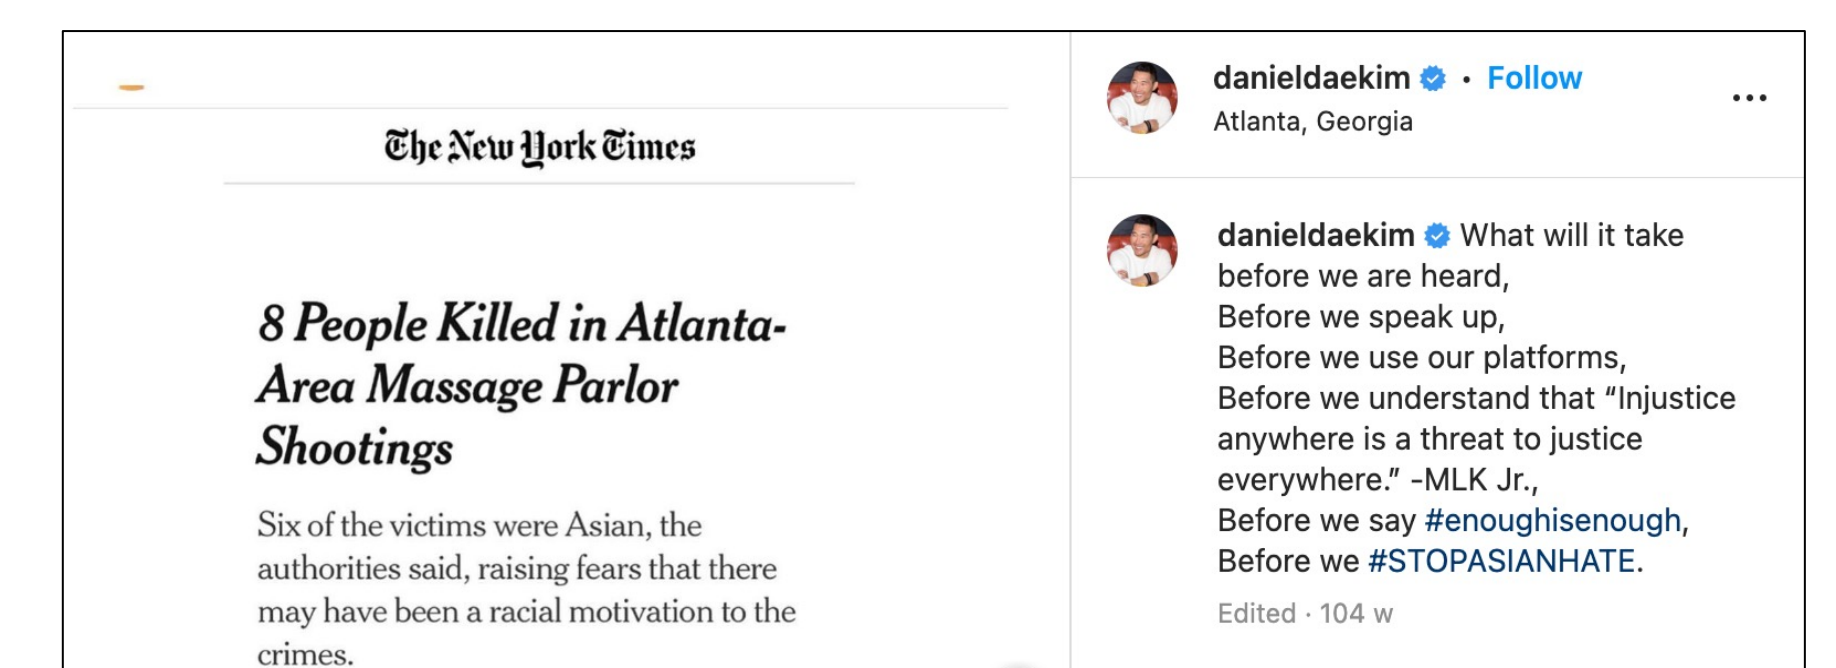 The New York Times
8 People Killed in Atlanta-
Area Massage Parlor
Shootings
Six of the victims were Asian, the
authorities said, raising fears that there
may have been a racial motivation to the
crimes.
danieldaekim • Follow
Atlanta, Georgia
danieldaekim What will it take
before we are heard,
Before we speak up,
Before we use our platforms,
Before we understand that “Injustice
anywhere is a threat to justice
everywhere.” -MLK Jr.,
Before we say #enoughisenough,
Before we #STOPASIANHATE.
Edited · 104 w